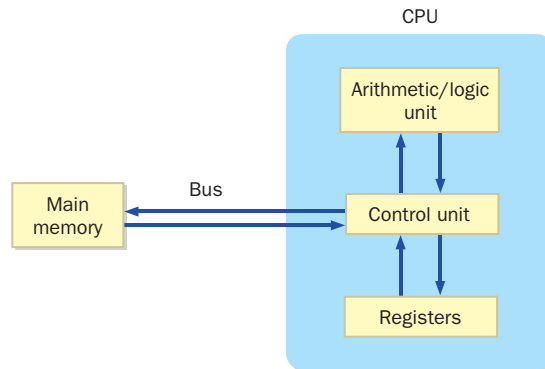 CPU
Arithmetic/logic
unit
Bus
Main
memory
Control unit
Registers